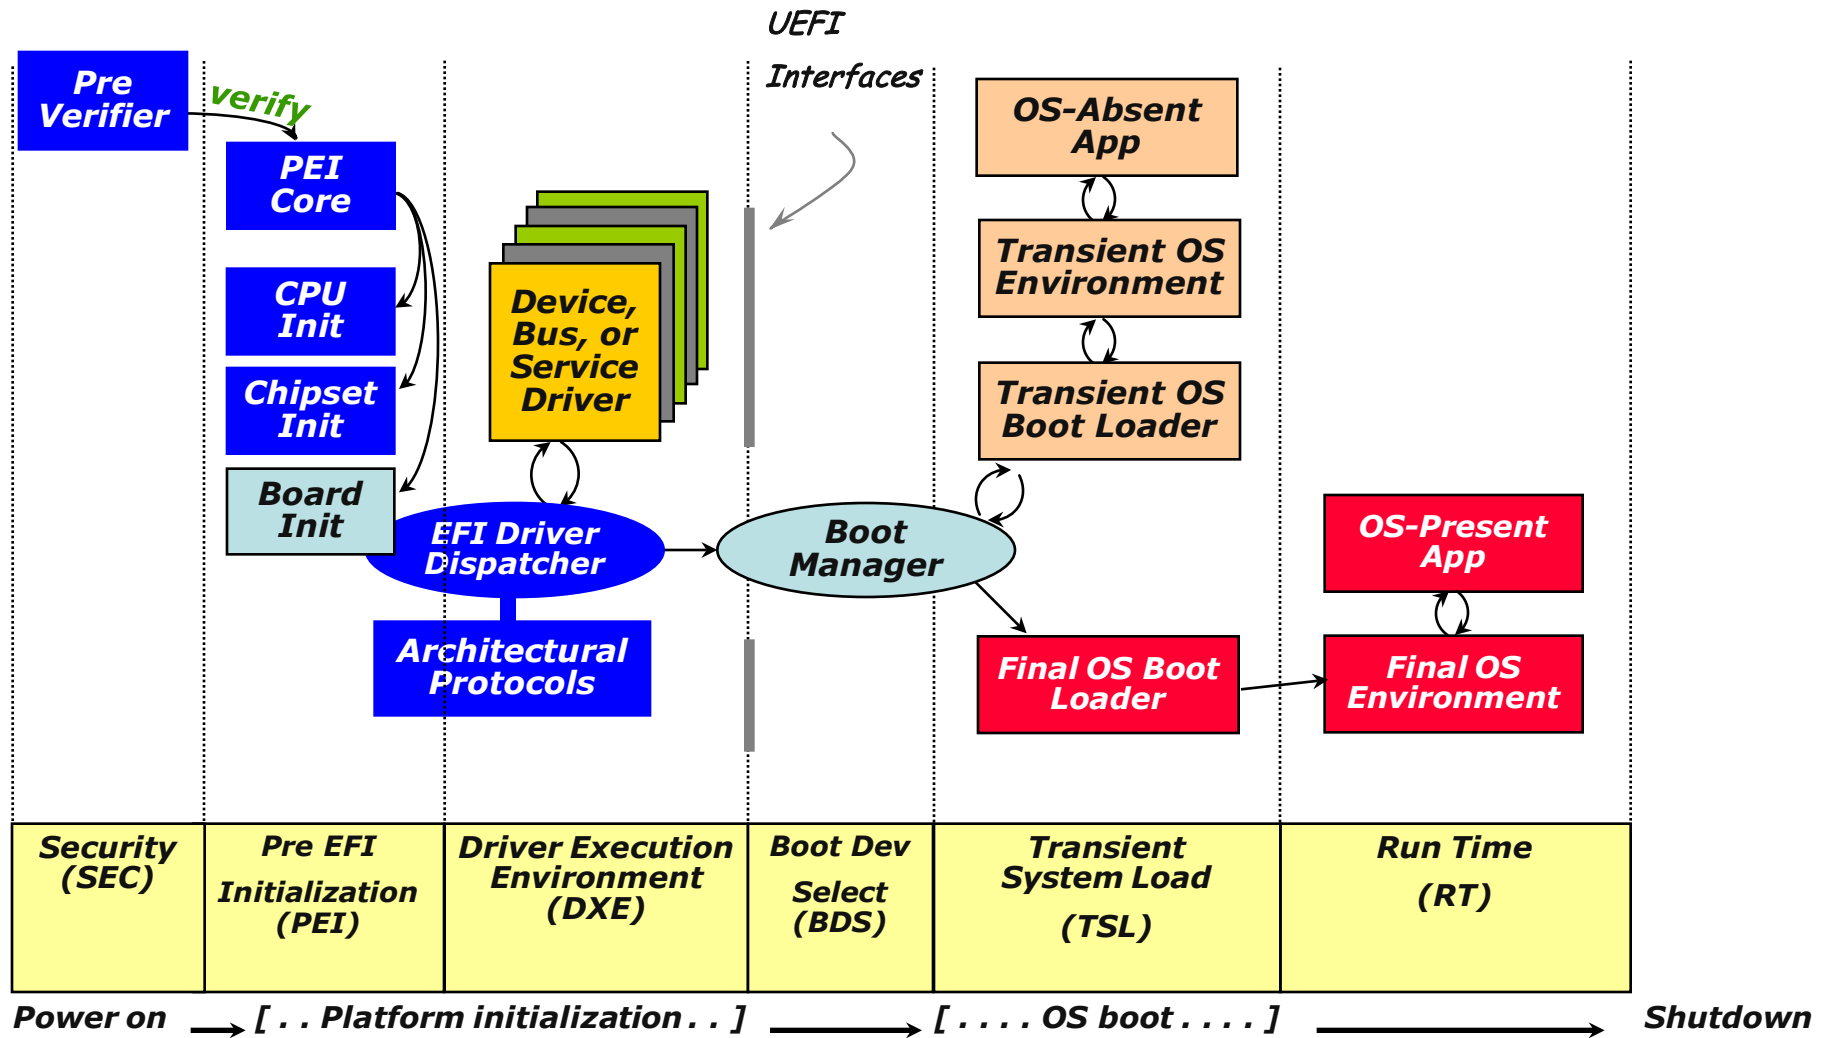 UEFI
Interfaces
Pre
Verifier
verify
PEI
Core
CPU
Init
Chipset
Init
Board
Init
Device,
Bus, or
Service
Driver
EFI Driver
Dispatcher
Architectural
Protocols
Boot
Manager
OS-Absent
App
Transient OS
Environment
Transient OS
Boot Loader
Final OS Boot
Loader
OS-Present
App
Final OS
Environment
Security
(SEC)
Pre EFI
Initialization
(PEI)
Driver Execution
Environment
(DXE)
Boot Dev
Select
(BDS)
Transient
System Load
(TSL)
Run Time
(RT)
Power on
[ . . Platform initialization . . ]
[ . . . . OS boot . . . . ]
Shutdown